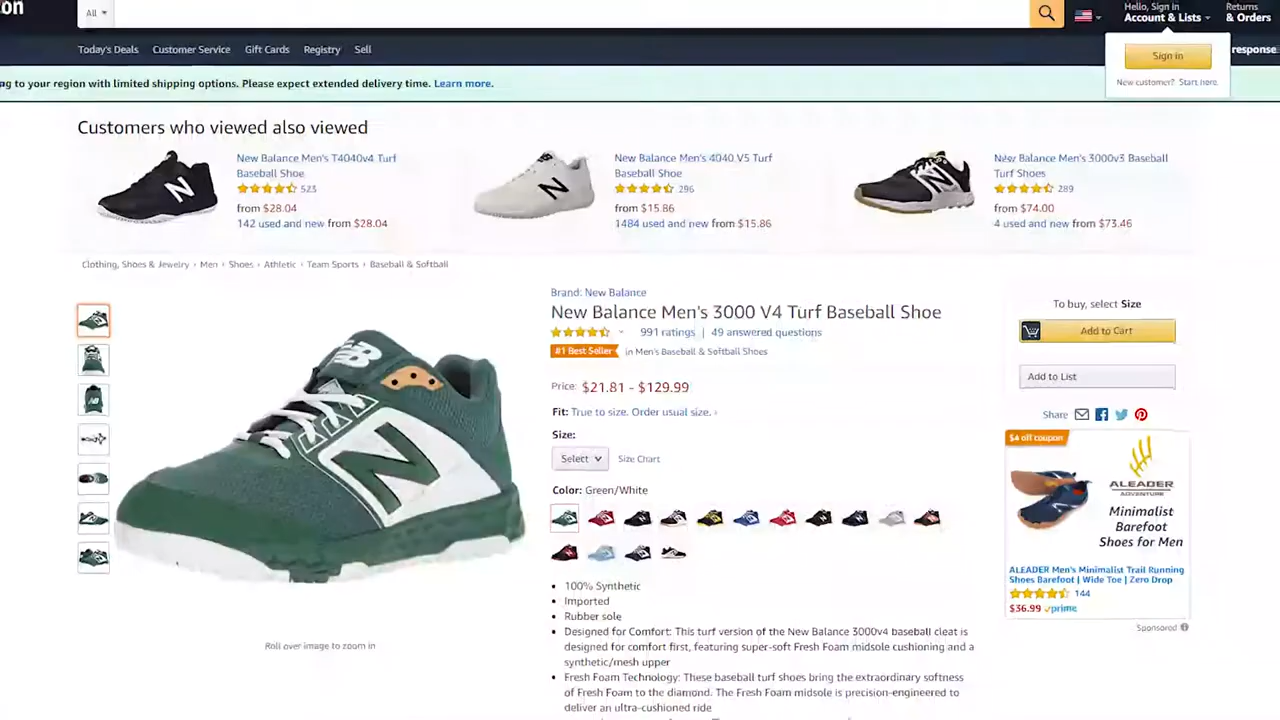 on
All
Hello, Sign in
Account & Lists
Returns
& Orders
Today's Deals
Customer Service
Gift Cards
Registry
Sell
Sign in
response
New customer? Start here.
to your region with limited shipping options. Please expect extended delivery time. Learn more.
Customers who viewed also viewed
New Balance Men's T4040v4 Turf
Baseball Shoe
523
from $28.04
142 used and new from $28.04
New Balance Men's 4040 V5 Turf
Baseball Shoe
296
from $15.86
1484 used and new from $15.86
New Balance Men's 3000v3 Baseball
Turf Shoes
289
from $74.00
4 used and new from $73.46
Clothing, Shoes & Jewelry › Men › Shoes › Athletic › Team Sports › Baseball & Softball
Brand: New Balance
New Balance Men's 3000 V4 Turf Baseball Shoe
991 ratings | 49 answered questions
#1 Best Seller in Men's Baseball & Softball Shoes
Price: $21.81 - $129.99
Fit: True to size. Order usual size. ›
Size:
Select
Size Chart
Color: Green/White
• 100% Synthetic
• Imported
• Rubber sole
• Designed for Comfort: This turf version of the New Balance 3000v4 baseball cleat is
designed for comfort first, featuring super-soft Fresh Foam midsole cushioning and a
synthetic/mesh upper
• Fresh Foam Technology: These baseball turf shoes bring the extraordinary softness
of Fresh Foam to the diamond. The Fresh Foam midsole is precision-engineered to
deliver an ultra-cushioned ride
NB
N
Roll over image to zoom in
To buy, select Size
Add to Cart
Add to List
Share
$4 off coupon
ALEADER
ADVENTURE
Minimalist
Barefoot
Shoes for Men
ALEADER Men's Minimalist Trail Running
Shoes Barefoot | Wide Toe | Zero Drop
144
$36.99 prime
Sponsored